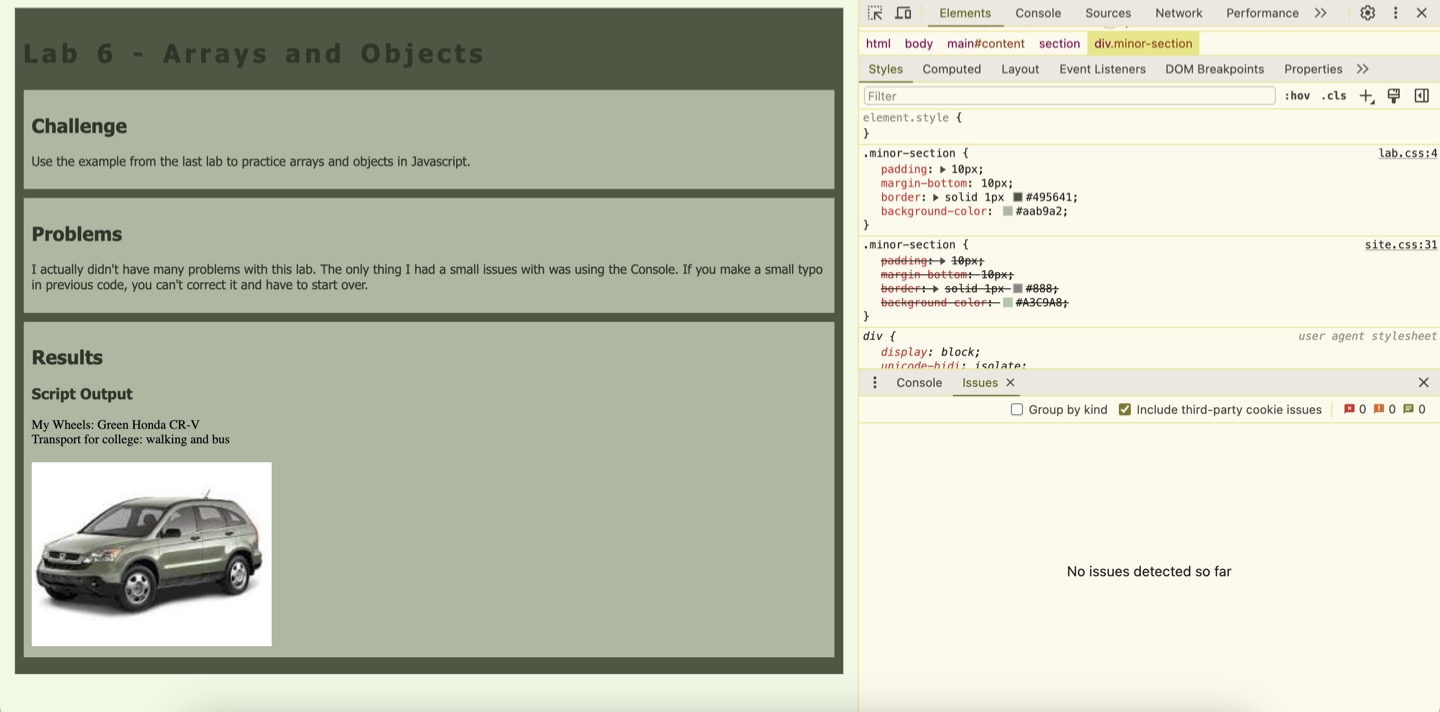 Lab 6 - Arrays and Objects
Challenge
Use the example from the last lab to practice arrays and objects in Javascript.
Problems
I actually didn't have many problems with this lab. The only thing I had a small issues with was using the Console. If you make a small typo
in previous code, you can't correct it and have to start over.
Results
Script Output
My Wheels: Green Honda CR-V
Transport for college: walking and bus
Elements Console Sources Network Performance
html body main#content section div.minor-section
Styles Computed Layout Event Listeners DOM Breakpoints Properties
Filter :hov .cls
element.style {
}
.minor-section { lab.css:4
padding: 10px;
margin-bottom: 10px;
border: solid 1px #495641;
background-color: #aab9a2;
}
.minor-section { site.css:31
padding: 10px;
margin-bottom: 10px;
border: solid 1px #888;
background-color: #A3C9A8;
}
div { user agent stylesheet
display: block;
unicode-bidi: isolate;
Console Issues
Group by kind Include third-party cookie issues 0 0 0
No issues detected so far